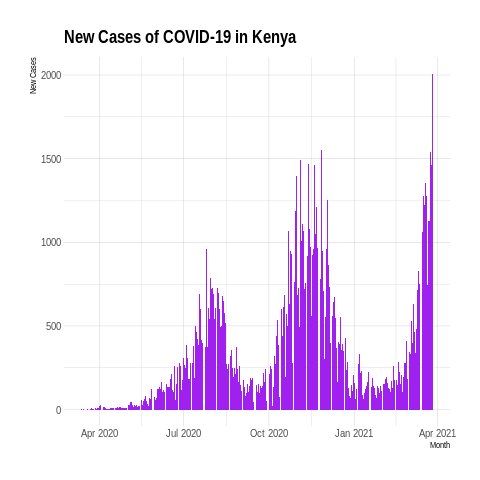 New Cases of COVID-19 in Kenya
New Cases
2000
1500
1000
500
0
Apr 2020
Jul 2020
Oct 2020
Jan 2021
Apr 2021
Month